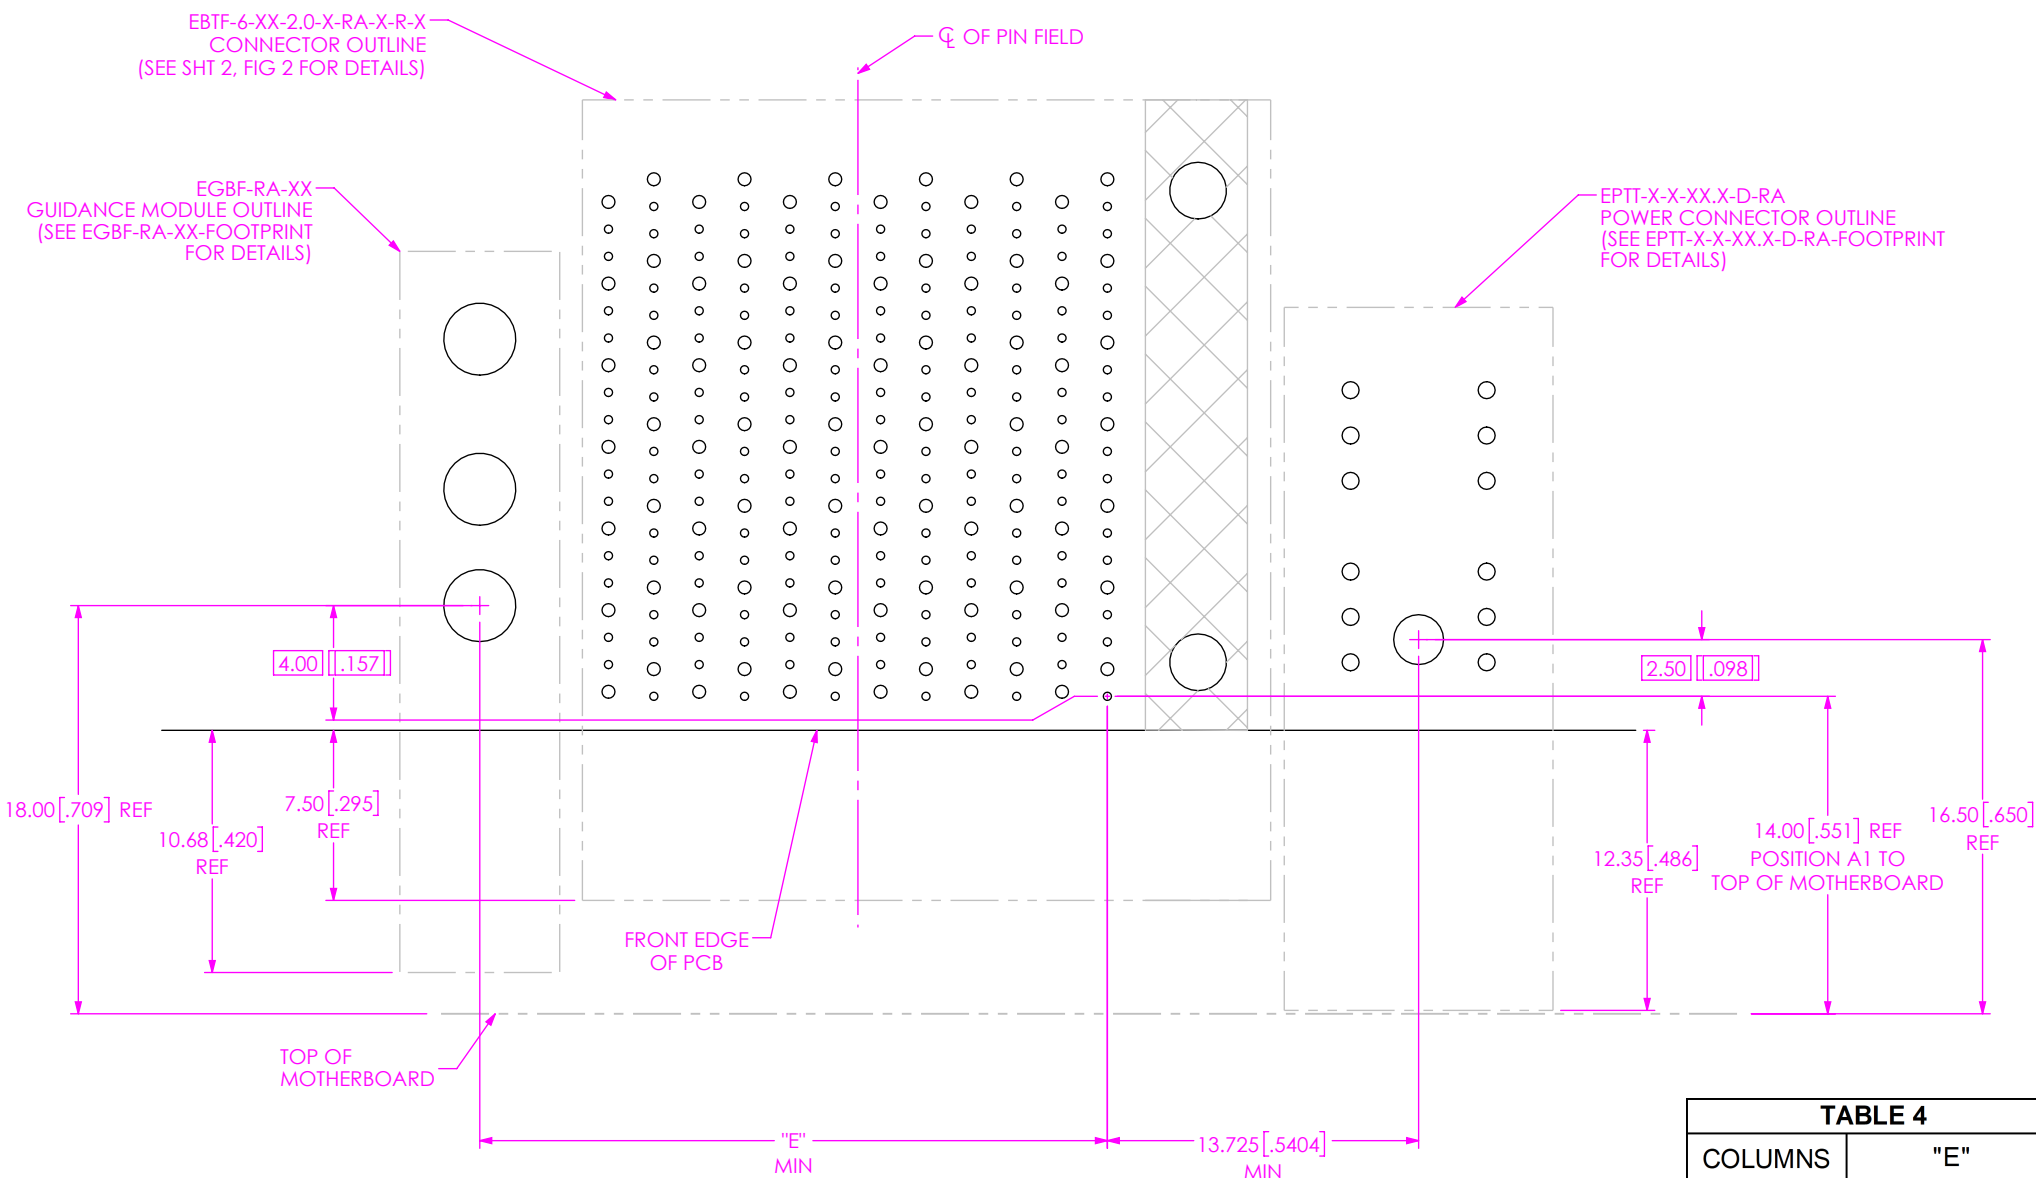 EBTF-6-XX-2.0-X-RA-X-R-X
CONNECTOR OUTLINE
(SEE SHT 2, FIG 2 FOR DETAILS)
℄ OF PIN FIELD
EGBF-RA-XX
GUIDANCE MODULE OUTLINE
(SEE EGBF-RA-XX-FOOTPRINT
FOR DETAILS)
EPTT-X-X-XX.X-D-RA
POWER CONNECTOR OUTLINE
(SEE EPTT-X-X-XX.X-D-RA-FOOTPRINT
FOR DETAILS)
4.00 [.157]
2.50 [.098]
18.00[.709] REF
10.68[.420]
REF
7.50[.295]
REF
12.35[.486]
REF
14.00[.551] REF
POSITION A1 TO
TOP OF MOTHERBOARD
16.50[.650]
REF
FRONT EDGE
OF PCB
TOP OF
MOTHERBOARD
"E"
MIN
13.725[.5404]
MIN
TABLE 4
COLUMNS "E"